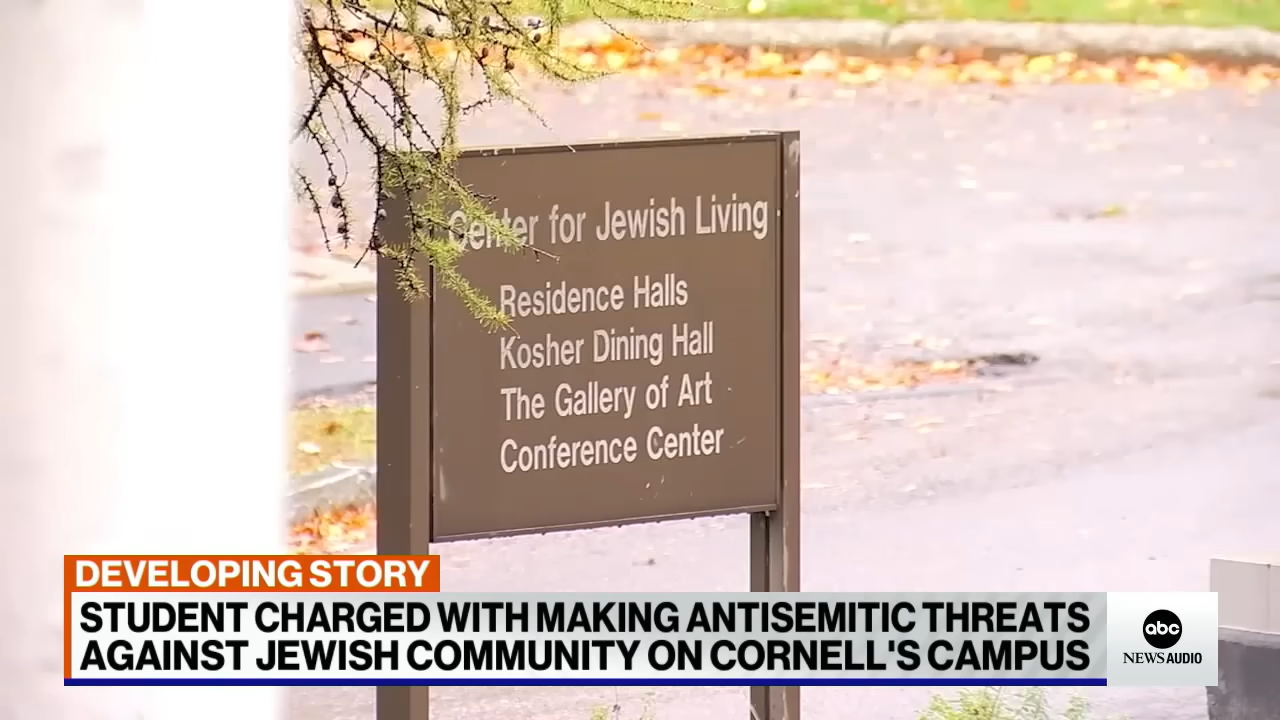 Center for Jewish Living
Residence Halls
Kosher Dining Hall
The Gallery of Art
Conference Center
DEVELOPING STORY
STUDENT CHARGED WITH MAKING ANTISEMITIC THREATS
AGAINST JEWISH COMMUNITY ON CORNELL'S CAMPUS
abc
NEWS AUDIO